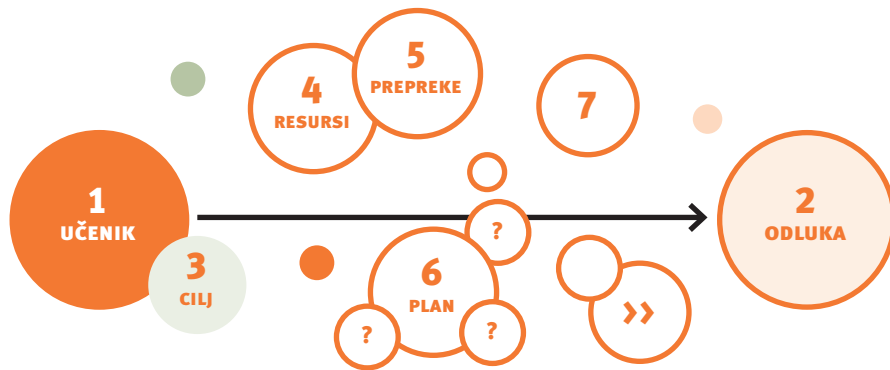 1
UČENIK
3
CILJ
4
RESURSI
5
PREPREKE
7
?
6
PLAN
?
?
››
2
ODLUKA